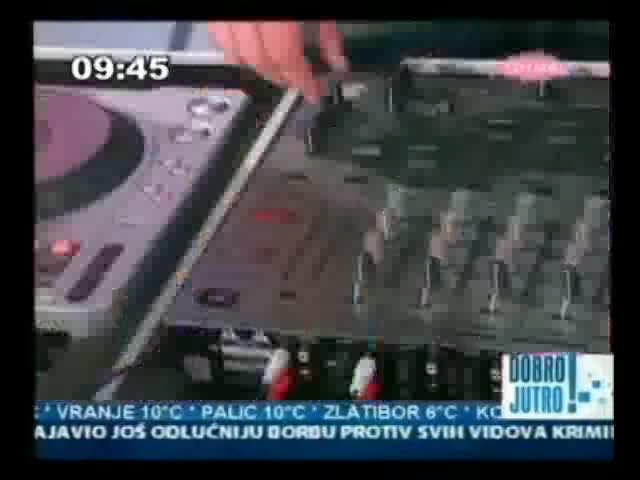 09:45
DOBRO
JUTRO!
* VRANJE 10°C * PALIC 10°C * ZLATIBOR 6°C * KO
AJAVIO JOŠ ODLUČNIJU BORBU PROTIV SVIH VIDOVA KRIMI